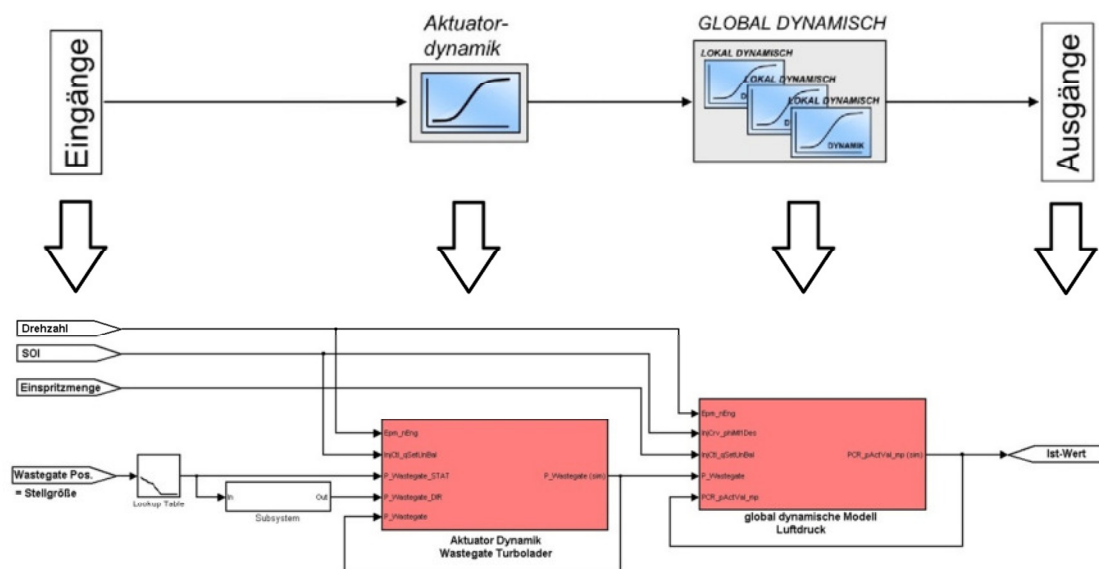 Eingänge
Aktuator-
dynamik
GLOBAL DYNAMISCH
LOKAL DYNAMISCH
D
LOKAL DYNAMISCH
D
LOKAL DYNAMISCH
DYNAMIK
Ausgänge
Drehzahl
SOI
Einspritzmenge
Wastegate Pos.
= Stellgröße
Lookup Table
In
Out
Subsystem
Epm_nEng
InjCtl_qSetUnBal
P_Wastegate_STAT
P_Wastegate_DIR
P_Wastegate
P_Wastegate (sim)
Aktuator Dynamik
Wastegate Turbolader
Epm_nEng
InjCrv_phiMI1Des
InjCtl_qSetUnBal
P_Wastegate
PCR_pActVal_mp
PCR_pActVal_mp (sim)
global dynamische Modell
Luftdruck
Ist-Wert